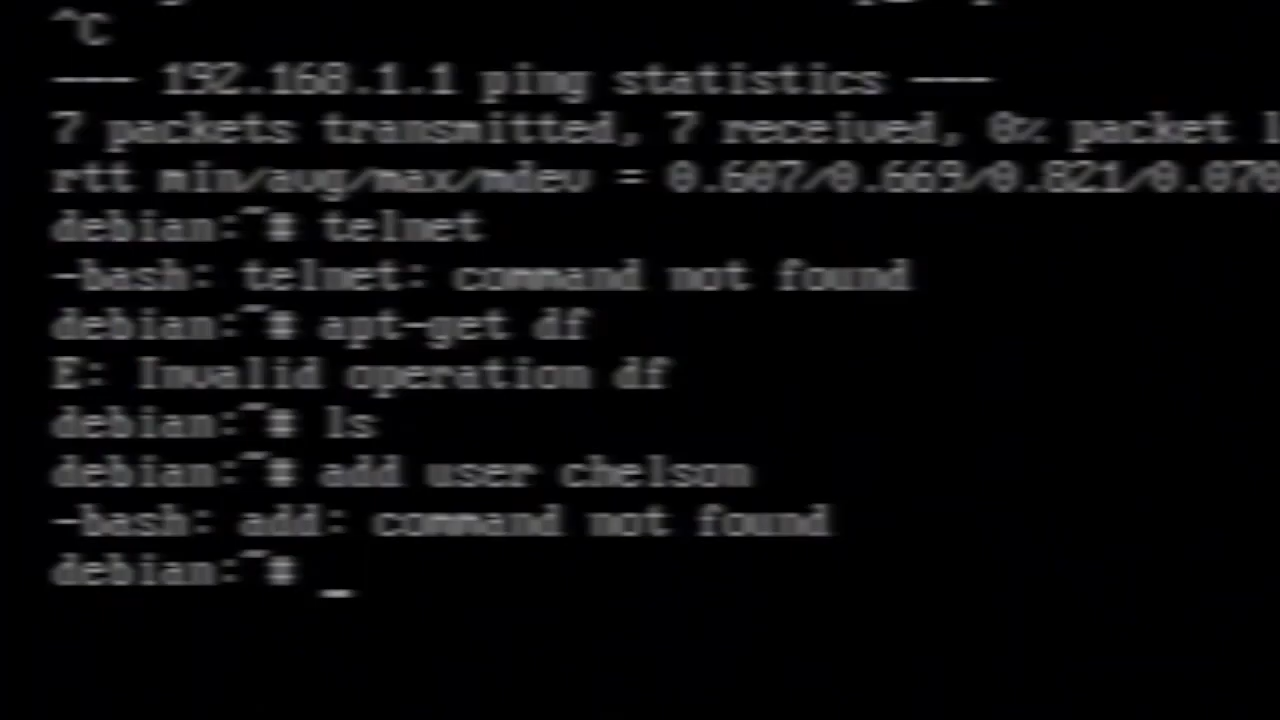 ^C
--- 192.168.1.1 ping statistics ---
7 packets transmitted, 7 received, 0% packet l
rtt min/avg/max/mdev = 0.607/0.669/0.821/0.070
debian:~# telnet
-bash: telnet: command not found
debian:~# apt-get df
E: Invalid operation df
debian:~# ls
debian:~# add user chelson
-bash: add: command not found
debian:~# _